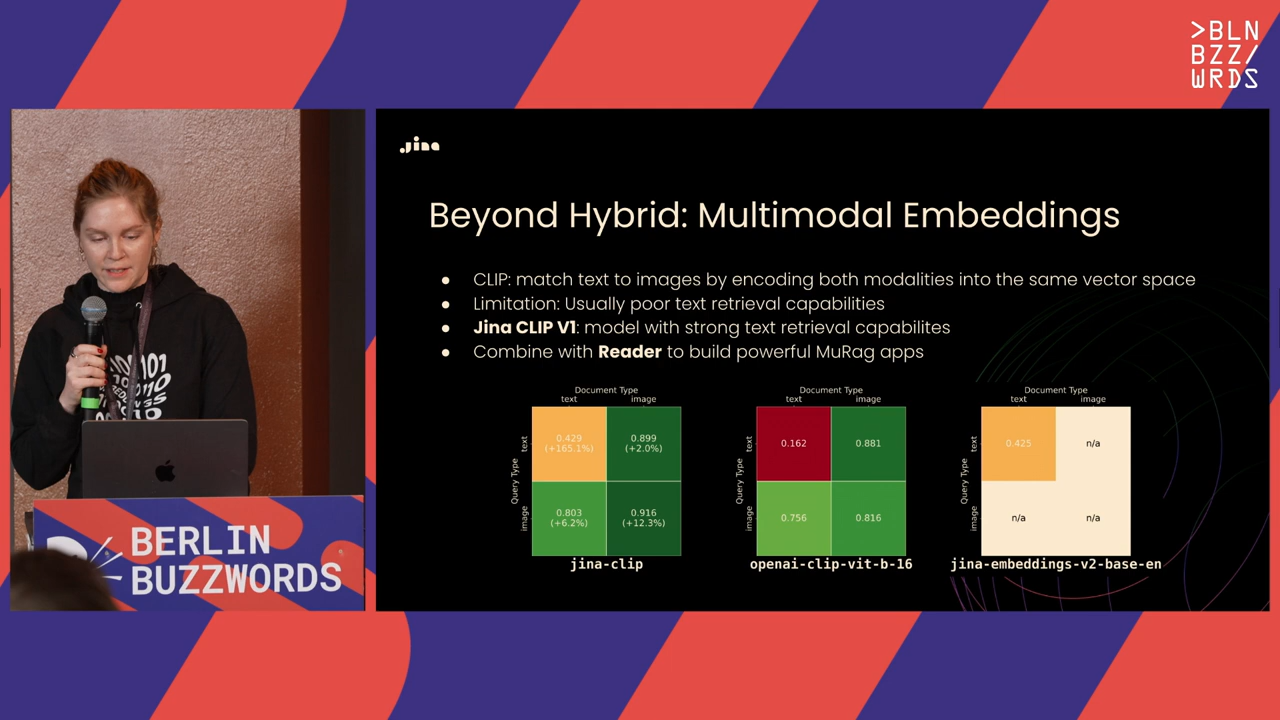 >BLN
BZZ/
WRDS
jina
Beyond Hybrid: Multimodal Embeddings
● CLIP: match text to images by encoding both modalities into the same vector space
● Limitation: Usually poor text retrieval capabilities
● Jina CLIP V1: model with strong text retrieval capabilites
● Combine with Reader to build powerful MuRag apps
Document Type
text image
Query Type
text
image
0.429
(+165.1%)
0.899
(+2.0%)
0.803
(+6.2%)
0.916
(+12.3%)
jina-clip
Document Type
text image
Query Type
text
image
0.162 0.881
0.756 0.816
openai-clip-vit-b-16
Document Type
text image
Query Type
text
image
0.425 n/a
n/a n/a
jina-embeddings-v2-base-en
BERLIN
BUZZWORDS